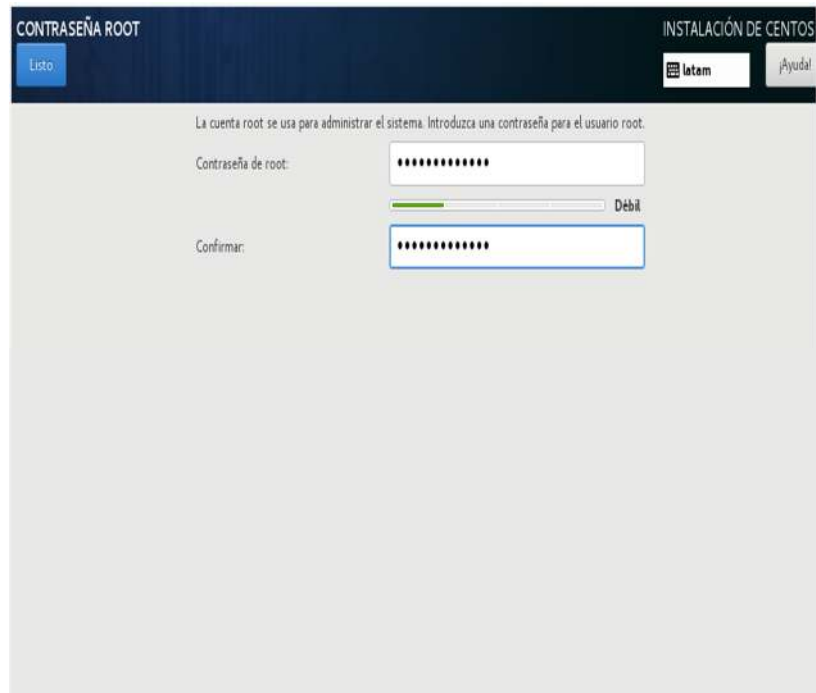 CONTRASEÑA ROOT
INSTALACIÓN DE CENTOS
Listo
latam
¡Ayuda!
La cuenta root se usa para administrar el sistema. Introduzca una contraseña para el usuario root.
Contraseña de root:
•••••••••••••
Débil
Confirmar:
•••••••••••••